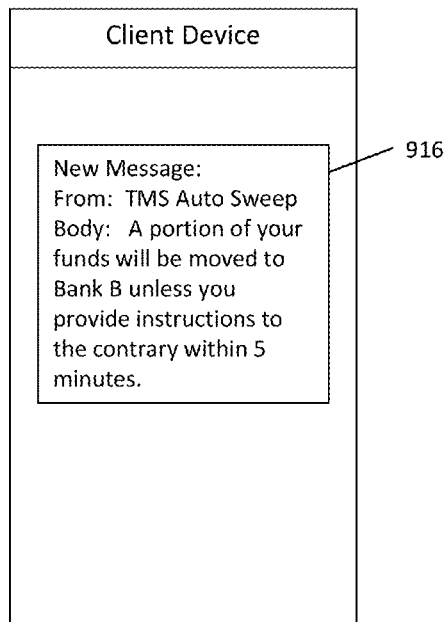 Client Device
916
New Message:
From: TMS Auto Sweep
Body: A portion of your
funds will be moved to
Bank B unless you
provide instructions to
the contrary within 5
minutes.